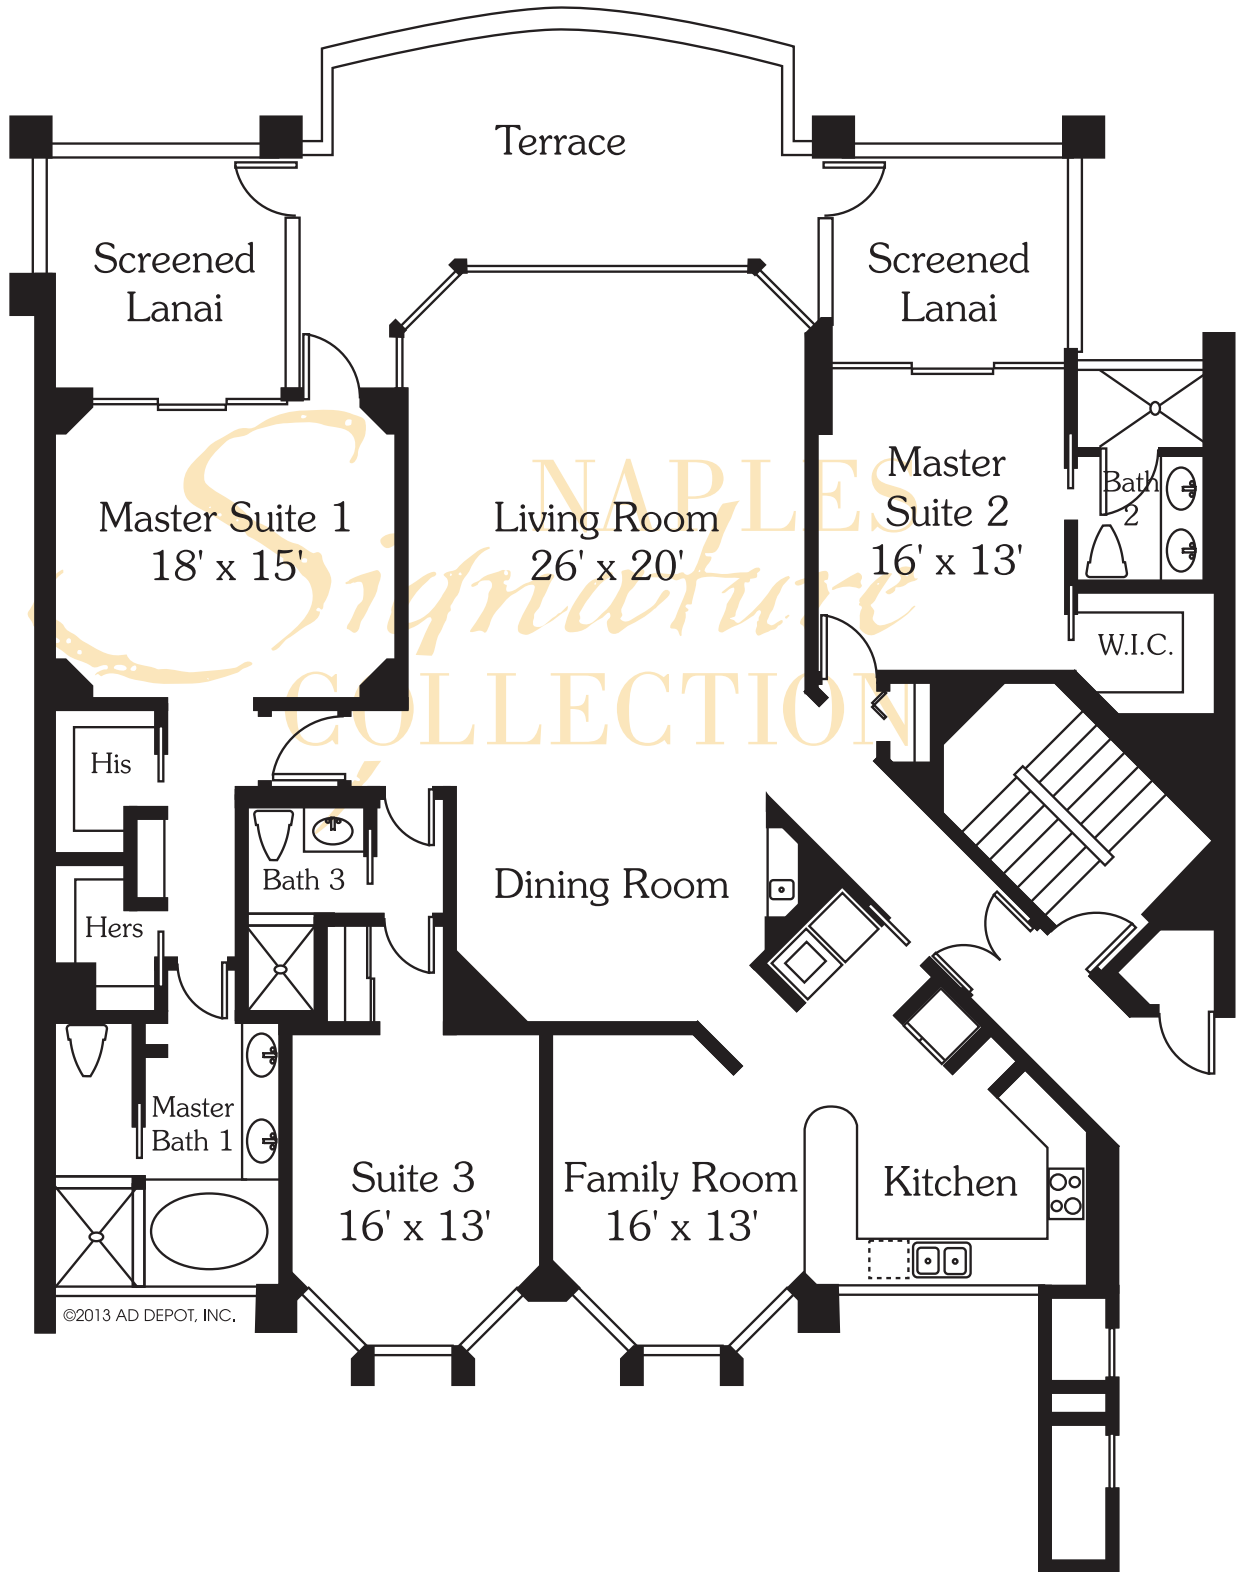 Terrace
Screened
Lanai
Screened
Lanai
Master Suite 1
18' x 15'
Living Room
26' x 20'
Master
Suite 2
16' x 13'
Bath
2
W.I.C.
NAPLES
Signature
COLLECTION
His
Hers
Bath 3
Dining Room
Master
Bath 1
Suite 3
16' x 13'
Family Room
16' x 13'
Kitchen
©2013 AD DEPOT, INC.